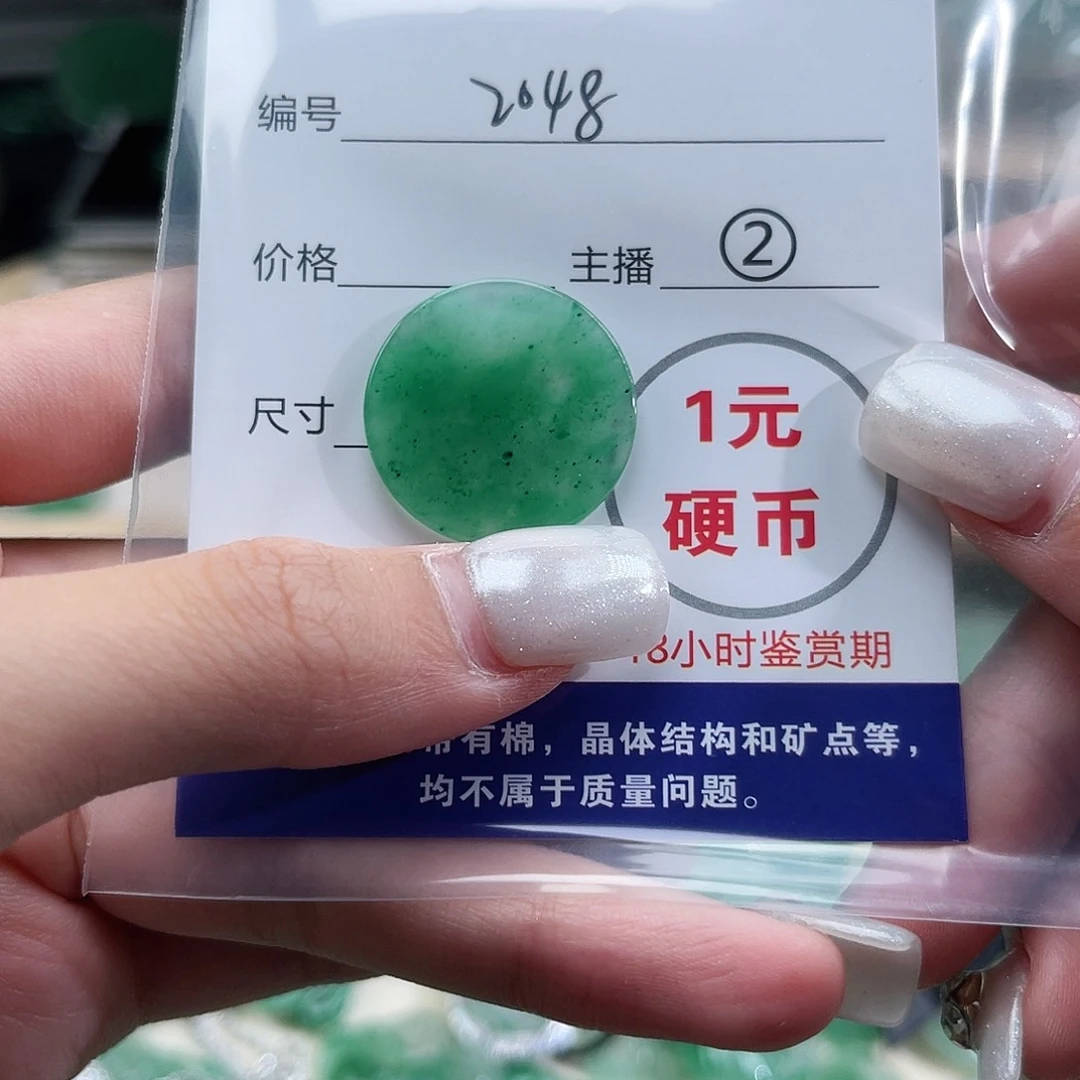 编号 2048
价格 主播 ②
尺寸
1元
硬币
8小时鉴赏期
有棉，晶体结构和矿点等，
均不属于质量问题。